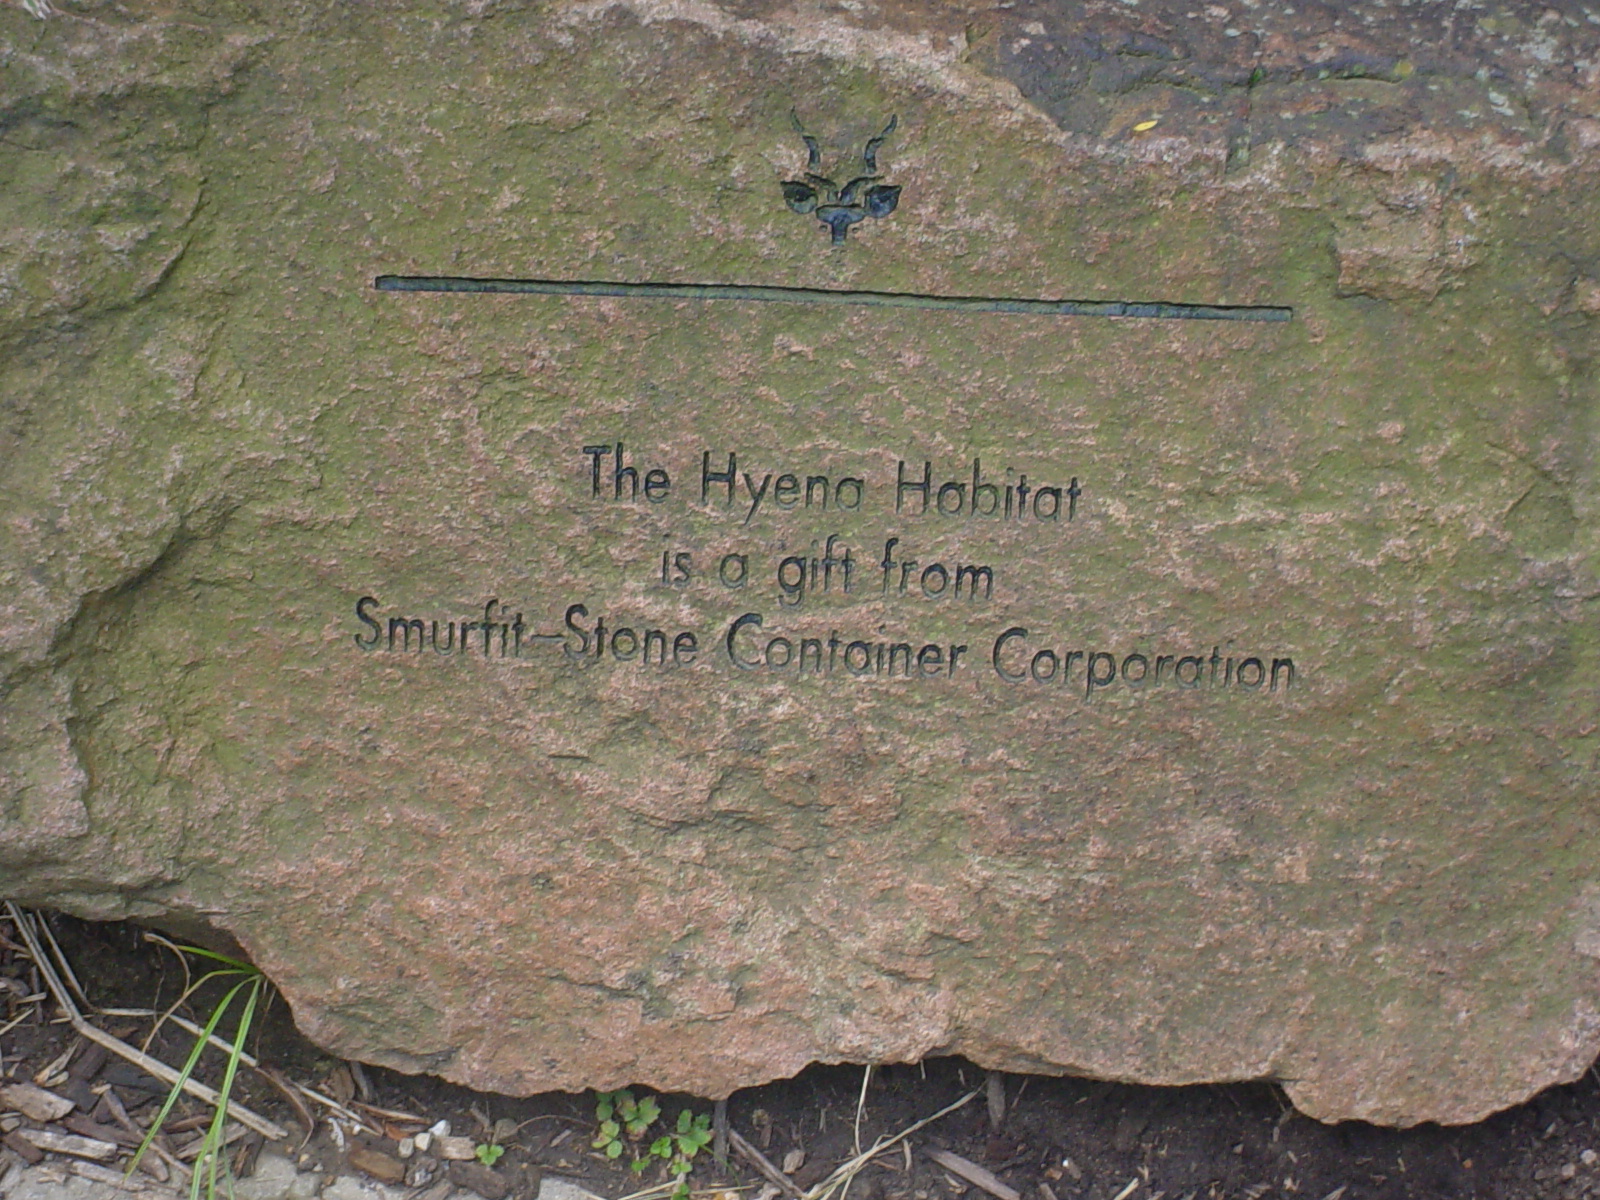 The Hyena Habitat
is a gift from
Smurfit-Stone Container Corporation